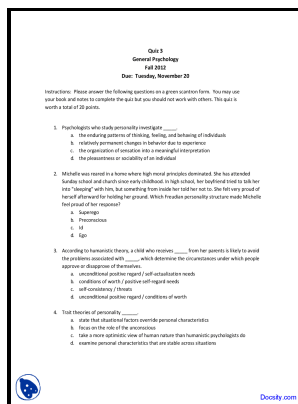 Quiz 3
General Psychology
Fall 2012
Due: Tuesday, November 20
Instructions: Please answer the following questions on a green scantron form. You may use
your book and notes to complete the quiz but you should not work with others. This quiz is
worth a total of 20 points.
1. Psychologists who study personality investigate _____.
a. the enduring patterns of thinking, feeling, and behaving of individuals
b. relatively permanent changes in behavior due to experience
c. the organization of sensation into a meaningful interpretation
d. the pleasantness or sociability of an individual
2. Michelle was reared in a home where high moral principles dominated. She has attended
Sunday school and church since early childhood. In high school, her boyfriend tried to talk her
into "sleeping" with him, but something from inside her told her not to. She felt very proud of
herself afterward for holding her ground. Which Freudian personality structure made Michelle
feel proud of her response?
a. Superego
b. Preconscious
c. Id
d. Ego
3. According to humanistic theory, a child who receives _____ from her parents is likely to avoid
the problems associated with _____, which determine the circumstances under which people
approve or disapprove of themselves.
a. unconditional positive regard / self-actualization needs
b. conditions of worth / positive self-regard needs
c. self-consistency / threats
d. unconditional positive regard / conditions of worth
4. Trait theories of personality ______.
a. state that situational factors override personal characteristics
b. focus on the role of the unconscious
c. take a more optimistic view of human nature than humanistic psychologists do
d. examine personal characteristics that are stable across situations
Docsity.com